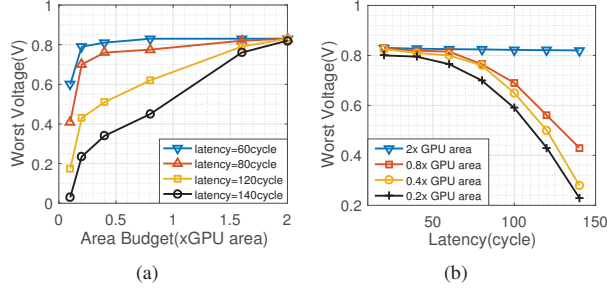 1
0.8
0.6
0.4
0.2
0
Worst Voltage(V)
latency=60cycle
latency=80cycle
latency=120cycle
latency=140cycle
0 0.5 1 1.5 2
Area Budget(xGPU area)
(a)
1
0.8
0.6
0.4
0.2
Worst Voltage(V)
2x GPU area
0.8x GPU area
0.4x GPU area
0.2x GPU area
50 100 150
Latency(cycle)
(b)